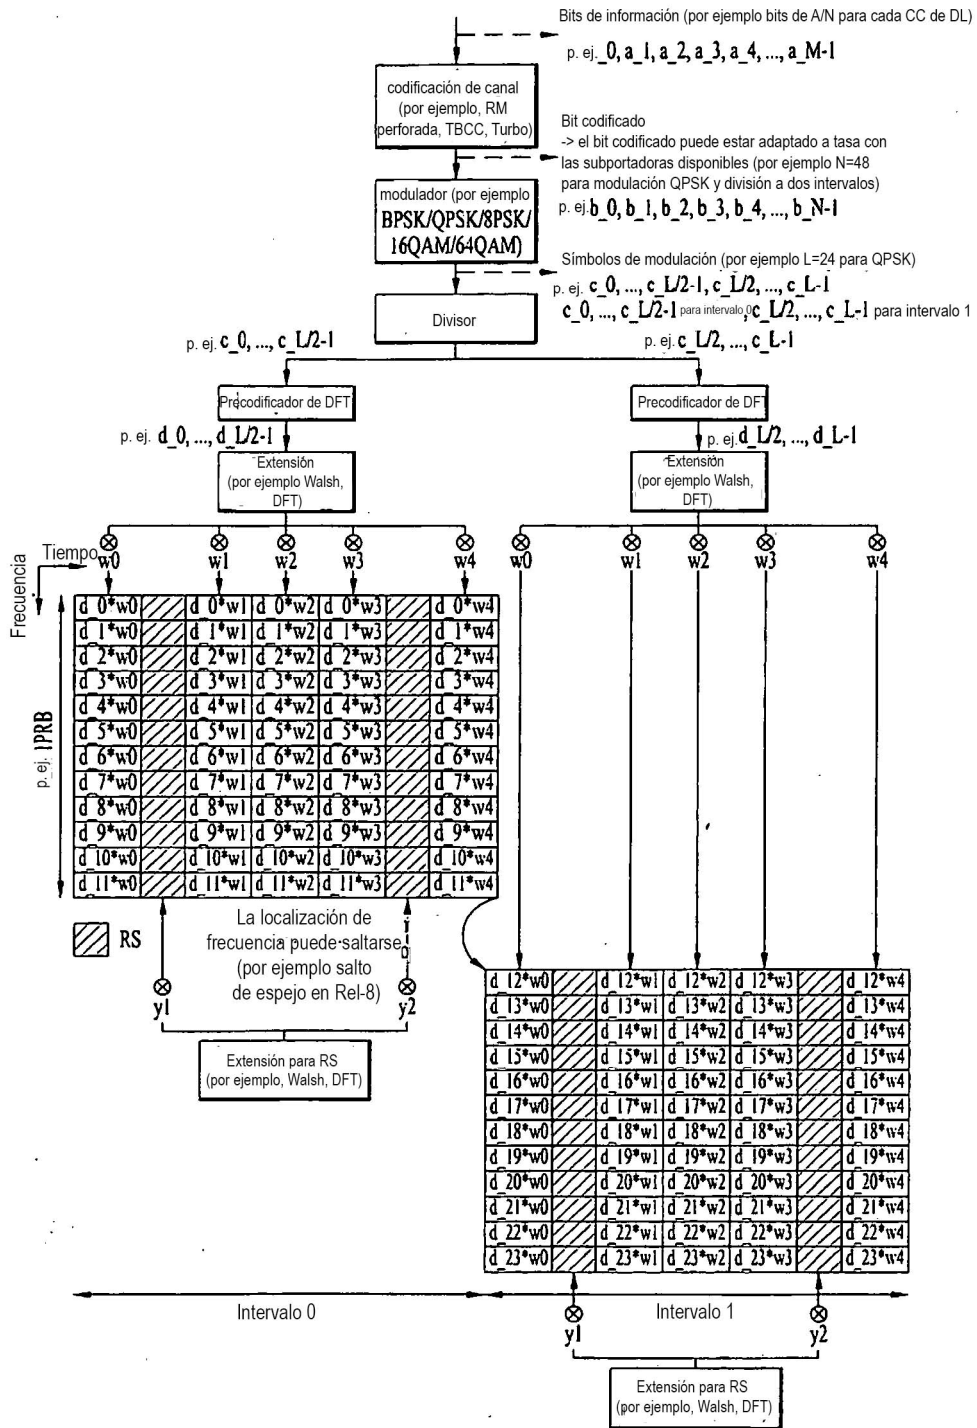 Bits de información (por ejemplo bits de A/N para cada CC de DL)
p. ej. _0, a_1, a_2, a_3, a_4, ..., a_M-1
codificación de canal
(por ejemplo, RM
perforada, TBCC, Turbo)
Bit codificado
-> el bit codificado puede estar adaptado a tasa con
las subportadoras disponibles (por ejemplo N=48
para modulación QPSK y división a dos intervalos)
p. ej. b_0, b_1, b_2, b_3, b_4, ..., b_N-1
modulador (por ejemplo
BPSK/QPSK/8PSK/
16QAM/64QAM)
Símbolos de modulación (por ejemplo L=24 para QPSK)
p. ej. c_0, ..., c_L/2-1, c_L/2, ..., c_L-1
c_0, ..., c_L/2-1 para intervalo 0, c_L/2, ..., c_L-1 para intervalo 1
Divisor
p. ej. c_0, ..., c_L/2-1
p. ej. c_L/2, ..., c_L-1
Precodificador de DFT
Precodificador de DFT
p. ej. d_0, ..., d_L/2-1
p. ej. d_L/2, ..., d_L-1
Extensión
(por ejemplo Walsh,
DFT)
Extensión
(por ejemplo Walsh,
DFT)
Tiempo
Frecuencia
w0 w1 w2 w3 w4
w0 w1 w2 w3 w4
p. ej. 1PRB
d_0*w0 d_0*w1 d_0*w2 d_0*w3 d_0*w4
d_1*w0 d_1*w1 d_1*w2 d_1*w3 d_1*w4
d_2*w0 d_2*w1 d_2*w2 d_2*w3 d_2*w4
d_3*w0 d_3*w1 d_3*w2 d_3*w3 d_3*w4
d_4*w0 d_4*w1 d_4*w2 d_4*w3 d_4*w4
d_5*w0 d_5*w1 d_5*w2 d_5*w3 d_5*w4
d_6*w0 d_6*w1 d_6*w2 d_6*w3 d_6*w4
d_7*w0 d_7*w1 d_7*w2 d_7*w3 d_7*w4
d_8*w0 d_8*w1 d_8*w2 d_8*w3 d_8*w4
d_9*w0 d_9*w1 d_9*w2 d_9*w3 d_9*w4
d_10*w0 d_10*w1 d_10*w2 d_10*w3 d_10*w4
d_11*w0 d_11*w1 d_11*w2 d_11*w3 d_11*w4
RS
La localización de
frecuencia puede saltarse
(por ejemplo salto
de espejo en Rel-8)
y1 y2
Extensión para RS
(por ejemplo, Walsh, DFT)
d_12*w0 d_12*w1 d_12*w2 d_12*w3 d_12*w4
d_13*w0 d_13*w1 d_13*w2 d_13*w3 d_13*w4
d_14*w0 d_14*w1 d_14*w2 d_14*w3 d_14*w4
d_15*w0 d_15*w1 d_15*w2 d_15*w3 d_15*w4
d_16*w0 d_16*w1 d_16*w2 d_16*w3 d_16*w4
d_17*w0 d_17*w1 d_17*w2 d_17*w3 d_17*w4
d_18*w0 d_18*w1 d_18*w2 d_18*w3 d_18*w4
d_19*w0 d_19*w1 d_19*w2 d_19*w3 d_19*w4
d_20*w0 d_20*w1 d_20*w2 d_20*w3 d_20*w4
d_21*w0 d_21*w1 d_21*w2 d_21*w3 d_21*w4
d_22*w0 d_22*w1 d_22*w2 d_22*w3 d_22*w4
d_23*w0 d_23*w1 d_23*w2 d_23*w3 d_23*w4
Intervalo 0
Intervalo 1
y1 y2
Extensión para RS
(por ejemplo, Walsh, DFT)